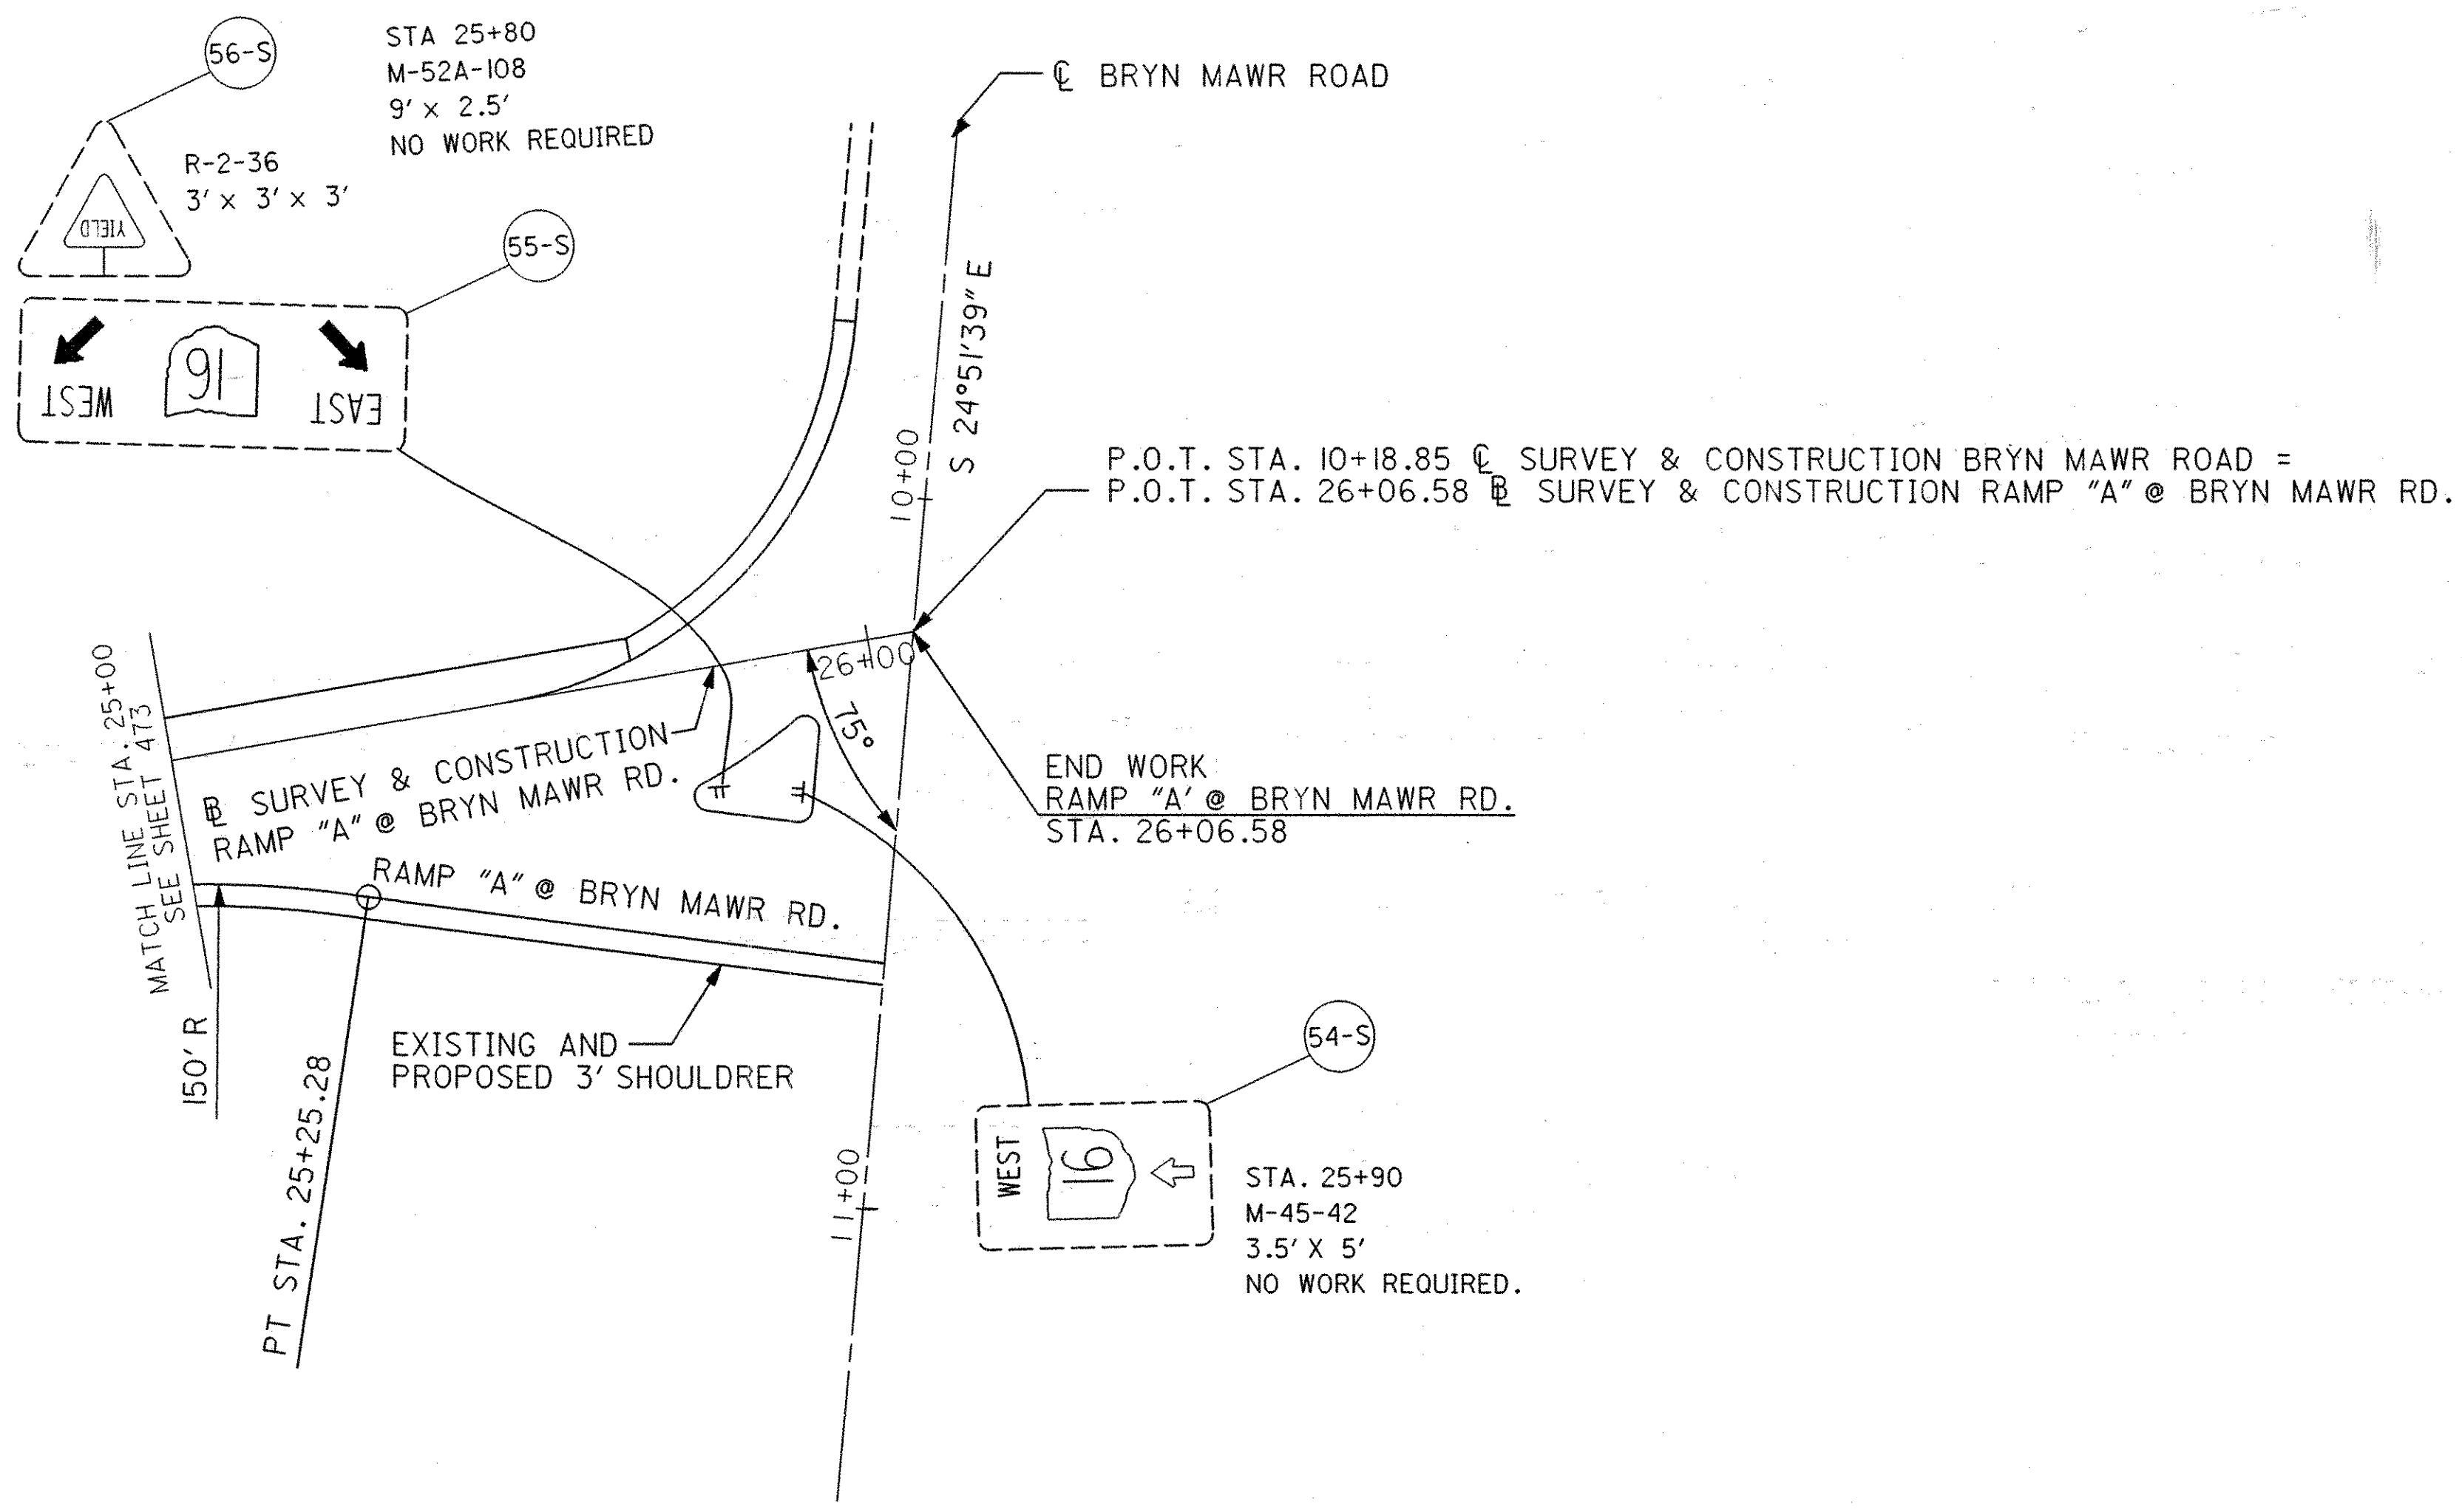 56-S
STA 25+80
M-52A-108
9' x 2.5'
NO WORK REQUIRED
R-2-36
3' x 3' x 3'
YIELD
55-S
WEST 16 EAST
℄ BRYN MAWR ROAD
S 24°51'39" E
10+00
P.O.T. STA. 10+18.85 ℄ SURVEY & CONSTRUCTION BRYN MAWR ROAD =
P.O.T. STA. 26+06.58 BL SURVEY & CONSTRUCTION RAMP "A" @ BRYN MAWR RD.
26+00
75°
MATCH LINE STA. 25+00
SEE SHEET 473
BL SURVEY & CONSTRUCTION
RAMP "A" @ BRYN MAWR RD.
END WORK
RAMP "A' @ BRYN MAWR RD.
STA. 26+06.58
RAMP "A" @ BRYN MAWR RD.
150' R
PT STA. 25+25.28
EXISTING AND
PROPOSED 3' SHOULDRER
11+00
54-S
WEST
16
STA. 25+90
M-45-42
3.5' X 5'
NO WORK REQUIRED.